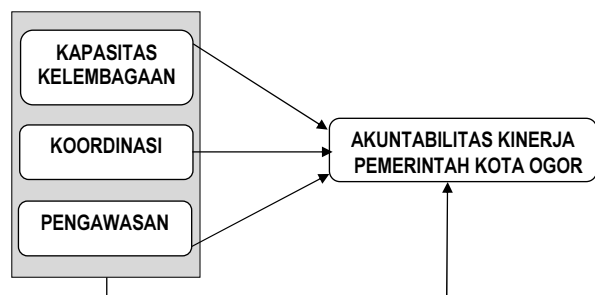 KAPASITAS
KELEMBAGAAN
KOORDINASI
PENGAWASAN
AKUNTABILITAS KINERJA
PEMERINTAH KOTA OGOR